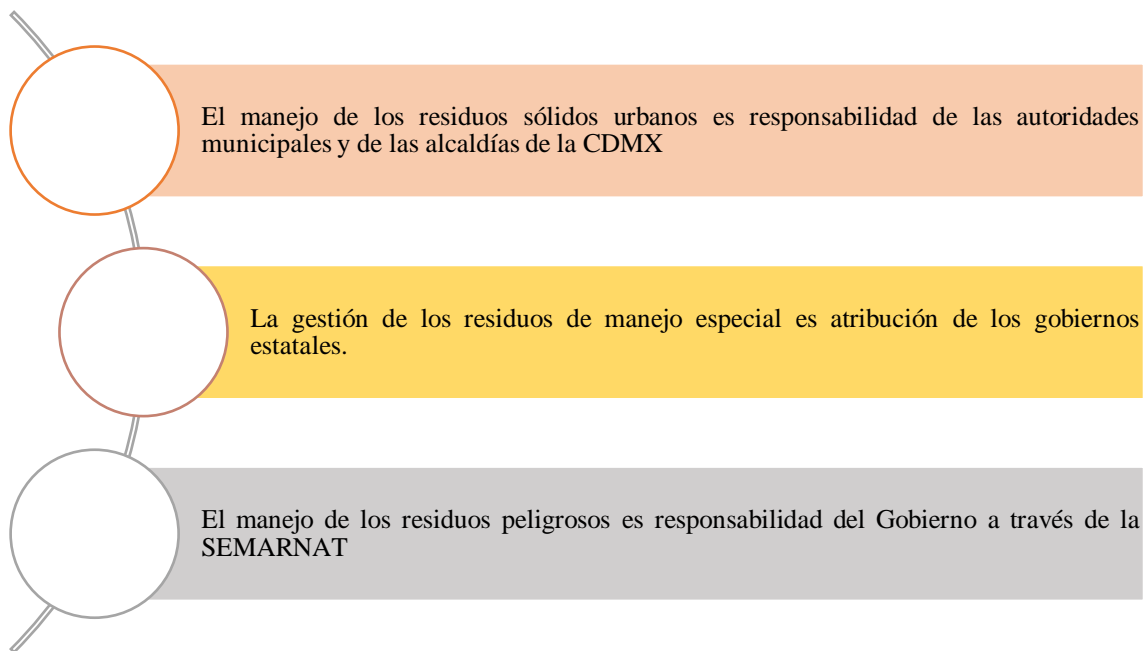 El manejo de los residuos sólidos urbanos es responsabilidad de las autoridades
municipales y de las alcaldías de la CDMX
La gestión de los residuos de manejo especial es atribución de los gobiernos
estatales.
El manejo de los residuos peligrosos es responsabilidad del Gobierno a través de la
SEMARNAT